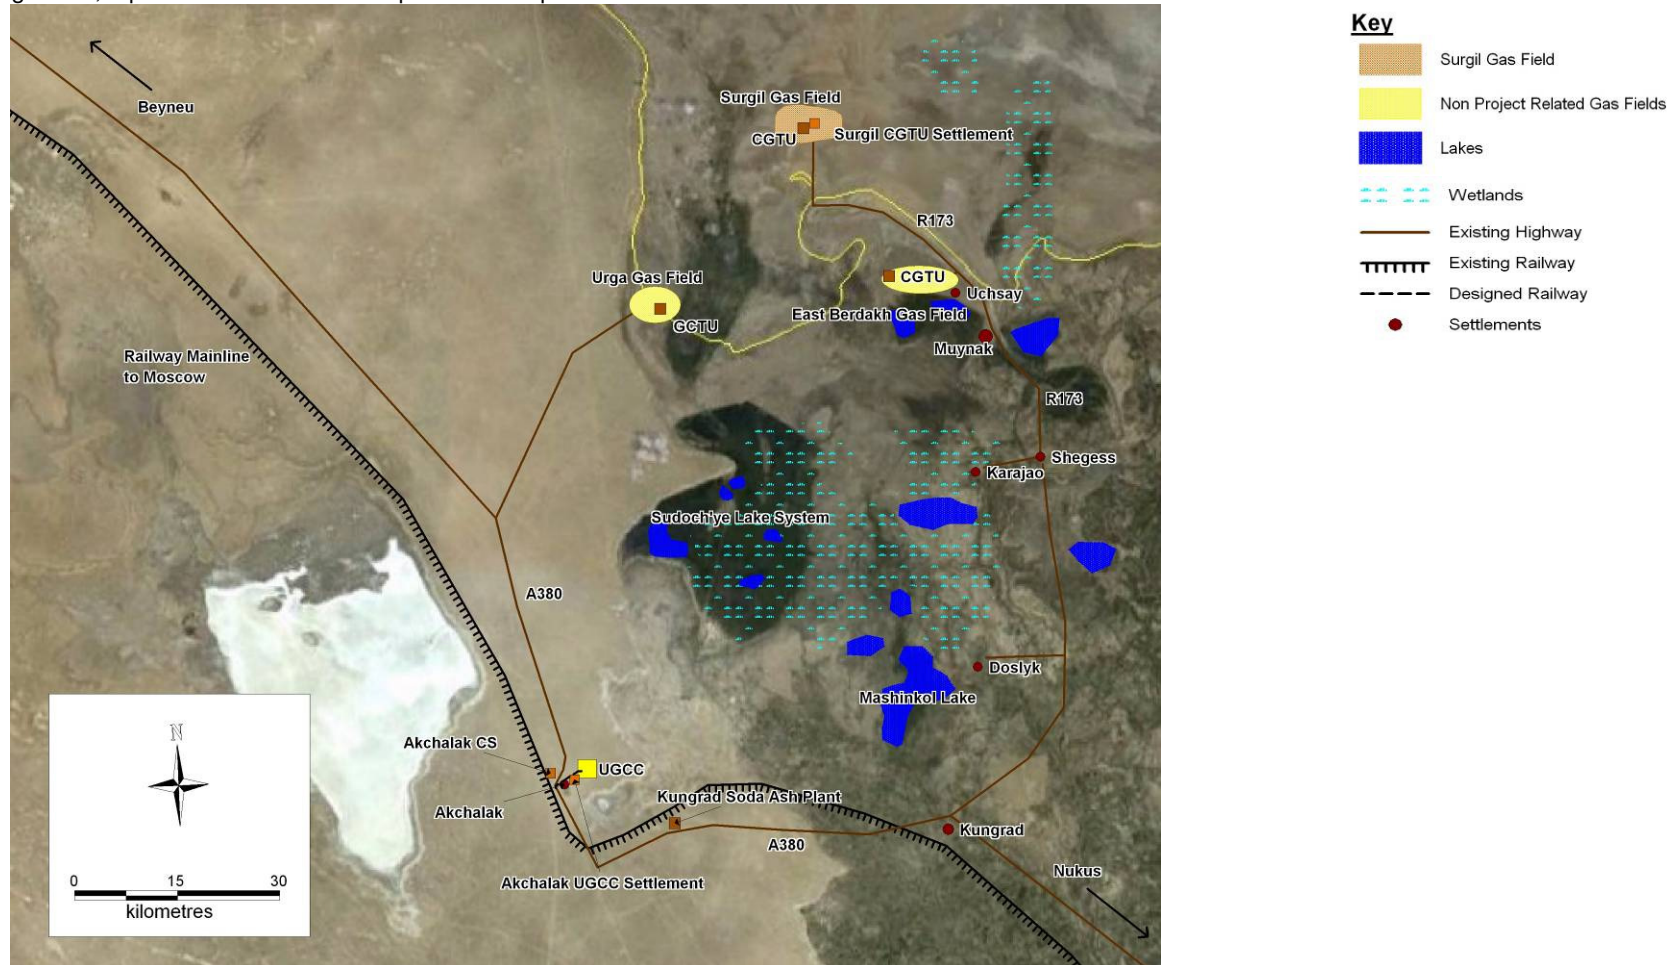 Key
Surgil Gas Field
Non Project Related Gas Fields
Lakes
Wetlands
Existing Highway
Existing Railway
Designed Railway
Settlements
Beyneu
Surgil Gas Field
CGTU
Surgil CGTU Settlement
R173
Urga Gas Field
GCTU
CGTU
Uchsay
East Berdakh Gas Field
Muynak
Railway Mainline
to Moscow
R173
Shegess
Karajao
Sudochiye Lake System
A380
Doslyk
Mashinkol Lake
Akchalak CS
UGCC
Akchalak
Kungrad Soda Ash Plant
Kungrad
A380
Nukus
Akchalak UGCC Settlement
N
0 15 30
kilometres